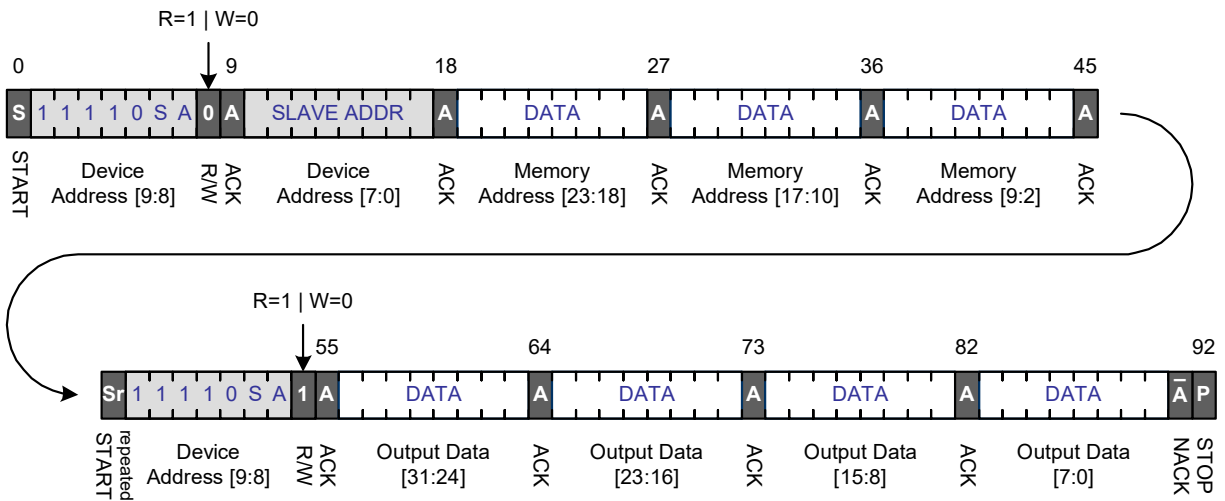 R=1 | W=0
0 9 18 27 36 45
S 1 1 1 1 0 S A 0 A SLAVE ADDR A DATA A DATA A DATA A
START Device Address [9:8] R/W ACK Device Address [7:0] ACK Memory Address [23:18] ACK Memory Address [17:10] ACK Memory Address [9:2] ACK
R=1 | W=0
55 64 73 82 92
Sr 1 1 1 1 0 S A 1 A DATA A DATA A DATA A DATA A̅ P
repeated START Device Address [9:8] R/W ACK Output Data [31:24] ACK Output Data [23:16] ACK Output Data [15:8] ACK Output Data [7:0] NACK STOP